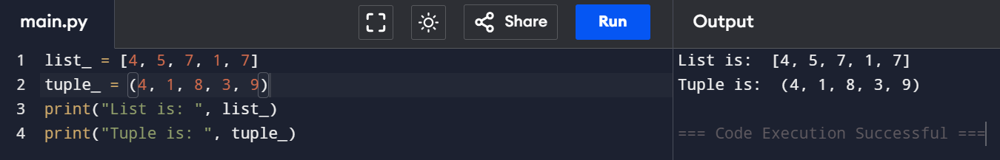 main.py
Share
Run
Output
1 list_ = [4, 5, 7, 1, 7]
2 tuple_ = (4, 1, 8, 3, 9)
3 print("List is: ", list_)
4 print("Tuple is: ", tuple_)
List is:  [4, 5, 7, 1, 7]
Tuple is:  (4, 1, 8, 3, 9)
=== Code Execution Successful ===